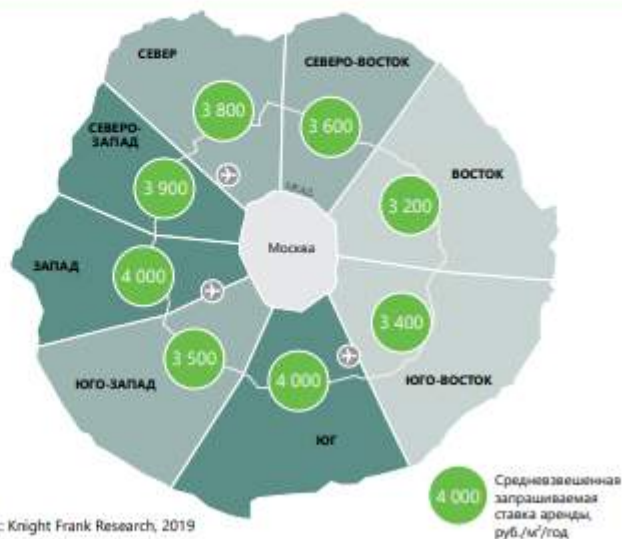 СЕВЕР
СЕВЕРО-ВОСТОК
3 800
3 600
СЕВЕРО-
ЗАПАД
ВОСТОК
3 900
3 200
Москва
ЗАПАД
4 000
3 400
3 500
4 000
ЮГО-ЗАПАД
ЮГО-ВОСТОК
ЮГ
4 000
Средневзвешенная
запрашиваемая
ставка аренды,
руб./м²/год
: Knight Frank Research, 2019